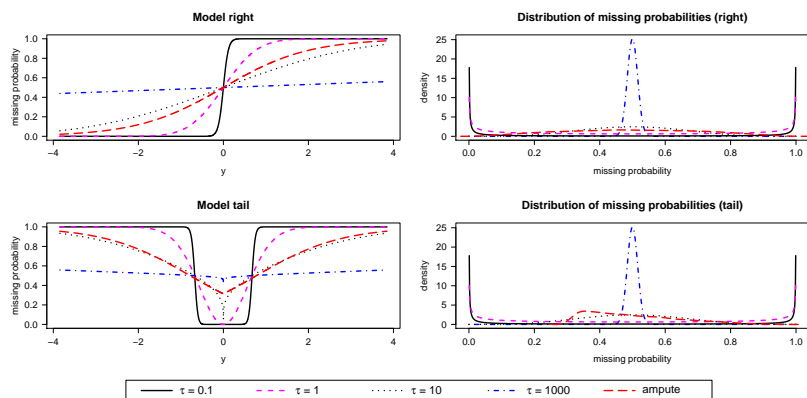 Model right
missing probability
1.0
0.8
0.6
0.4
0.2
0.0
−4 −2 0 2 4
y
Distribution of missing probabilities (right)
density
25
20
15
10
5
0
0.0 0.2 0.4 0.6 0.8 1.0
missing probability
Model tail
missing probability
1.0
0.8
0.6
0.4
0.2
0.0
−4 −2 0 2 4
y
Distribution of missing probabilities (tail)
density
25
20
15
10
5
0
0.0 0.2 0.4 0.6 0.8 1.0
missing probability
τ = 0.1 τ = 1 τ = 10 τ = 1000 ampute